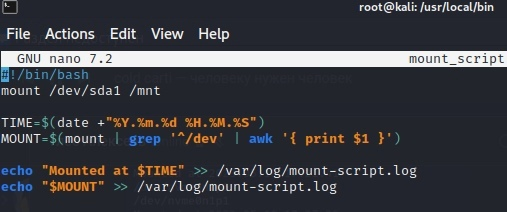 root@kali: /usr/local/bin
File Actions Edit View Help
GNU nano 7.2 mount_script
#!/bin/bash
mount /dev/sda1 /mnt
TIME=$(date +"%Y.%m.%d %H.%M.%S")
MOUNT=$(mount | grep '^/dev' | awk '{ print $1 }')
echo "Mounted at $TIME" >> /var/log/mount-script.log
echo "$MOUNT" >> /var/log/mount-script.log